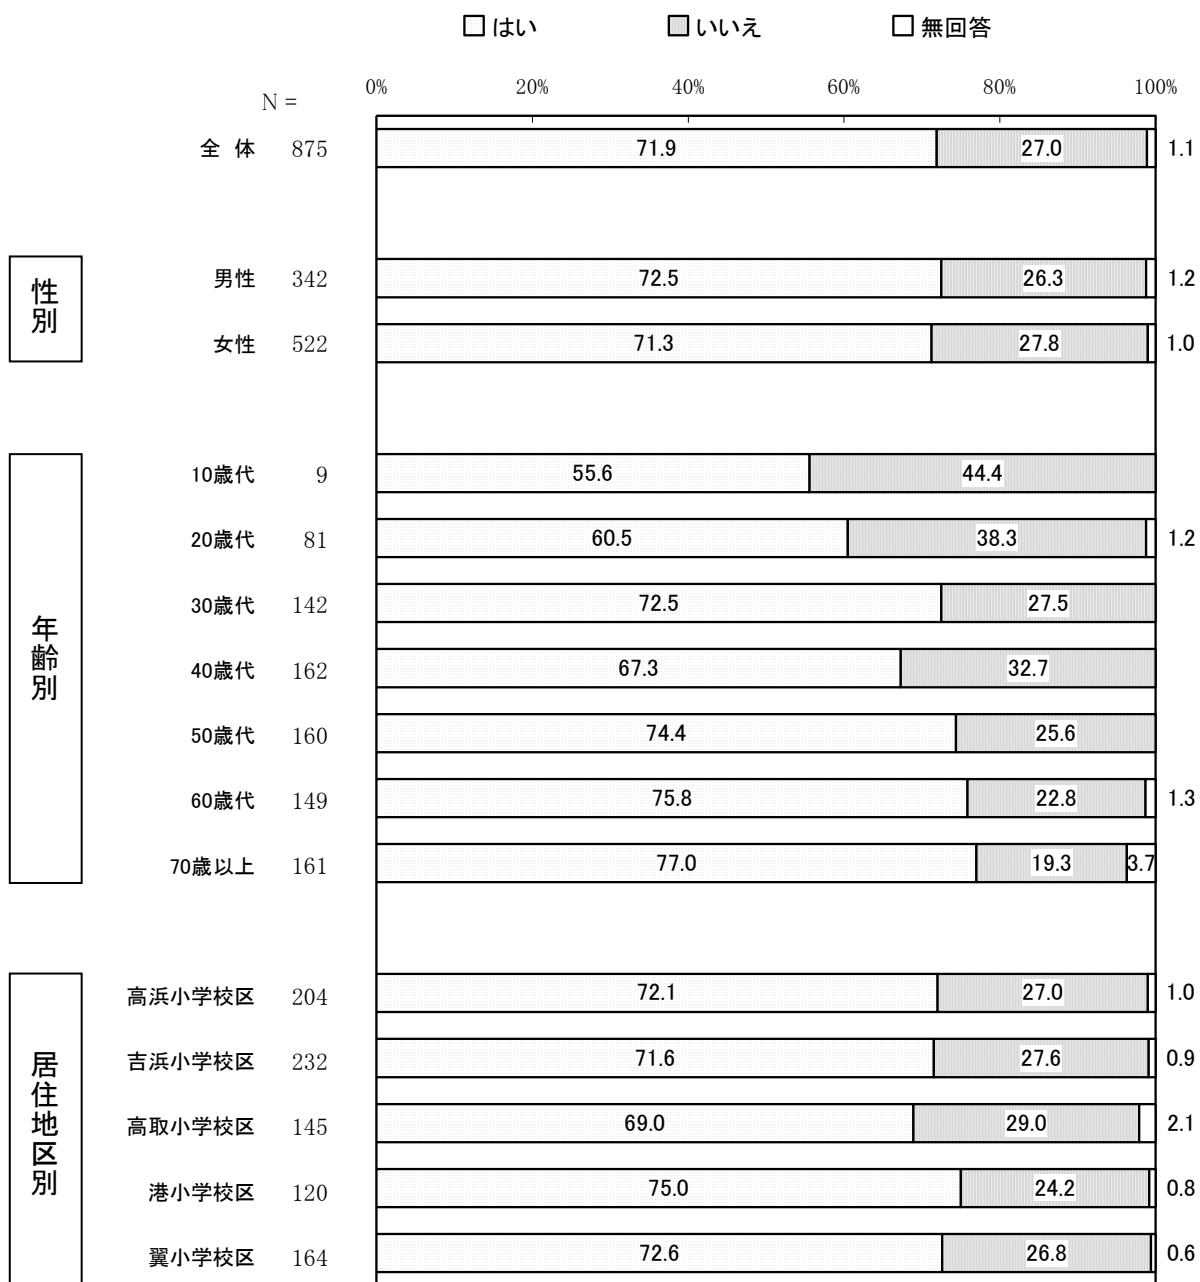 はい いいえ 無回答
0% 20% 40% 60% 80% 100%
N =
全 体 875 71.9 27.0 1.1
性別
男性 342 72.5 26.3 1.2
女性 522 71.3 27.8 1.0
年齢別
10歳代 9 55.6 44.4
20歳代 81 60.5 38.3 1.2
30歳代 142 72.5 27.5
40歳代 162 67.3 32.7
50歳代 160 74.4 25.6
60歳代 149 75.8 22.8 1.3
70歳以上 161 77.0 19.3 3.7
居住地区別
高浜小学校区 204 72.1 27.0 1.0
吉浜小学校区 232 71.6 27.6 0.9
高取小学校区 145 69.0 29.0 2.1
港小学校区 120 75.0 24.2 0.8
翼小学校区 164 72.6 26.8 0.6